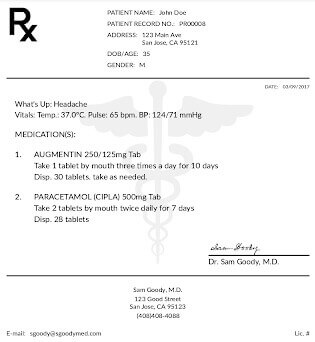 Rx
PATIENT NAME: John Doe
PATIENT RECORD NO.: PR00008
ADDRESS: 123 Main Ave
San Jose, CA 95121
DOB/AGE: 35
GENDER: M
DATE: 03/09/2017
What's Up: Headache
Vitals: Temp.: 37.0°C. Pulse: 65 bpm. BP: 124/71 mmHg
MEDICATION(S):
1. AUGMENTIN 250/125mg Tab
Take 1 tablet by mouth three times a day for 10 days
Disp. 30 tablets. take as needed.
2. PARACETAMOL (CIPLA) 500mg Tab
Take 2 tablets by mouth twice daily for 7 days
Disp. 28 tablets
Sam Goody
Dr. Sam Goody, M.D.
Sam Goody, M.D.
123 Good Street
San Jose, CA 95123
(408)408-4088
E-mail: sgoody@sgoodymed.com
Lic. #